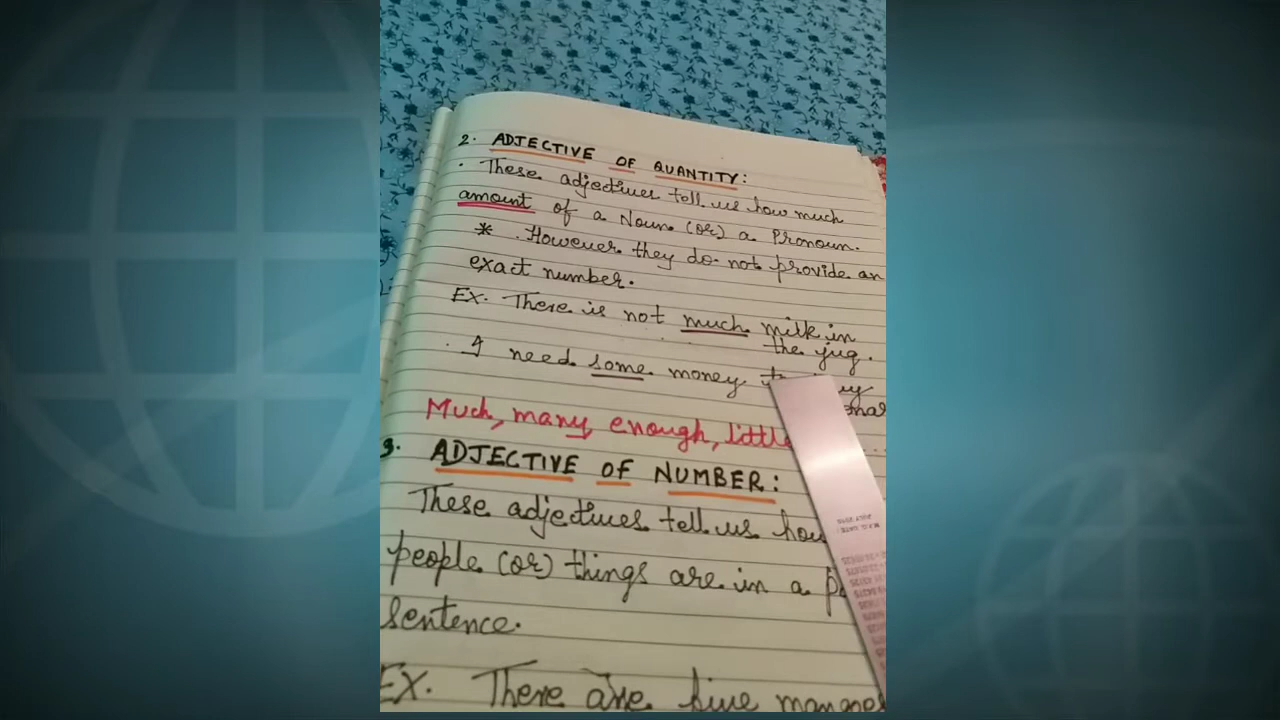 2. ADJECTIVE OF QUANTITY:
· These adjectives tell us how much
amount of a Noun (or) a Pronoun.
* . However they do not provide an
exact number.
Ex. There is not much milk in
the jug.
. I need some money
Much, many, enough, little
3. ADJECTIVE OF NUMBER:
These adjectives tell us how
people (or) things are in a
sentence.
EX. There are five mangoes